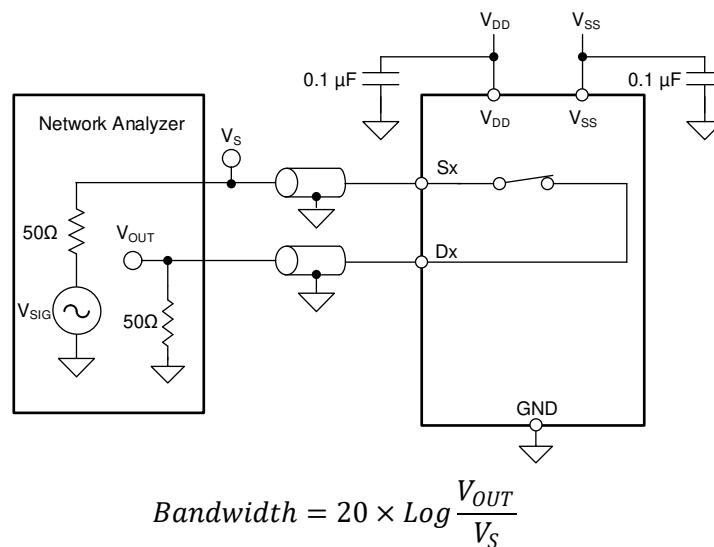 V_DD
V_SS
0.1 µF
0.1 µF
V_DD
V_SS
Network Analyzer
V_S
Sx
50Ω
V_OUT
Dx
V_SIG
50Ω
GND
Bandwidth = 20 × Log V_OUT / V_S